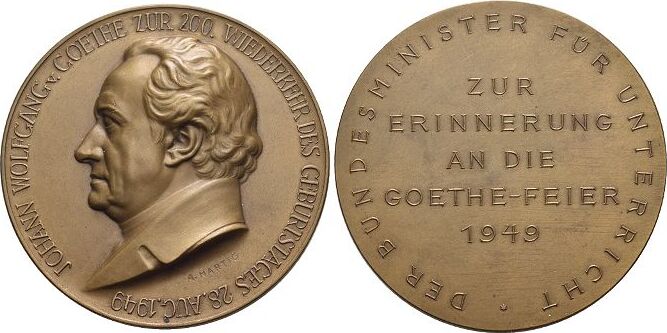 JOHANN WOLFGANG v. GOETHE ZUR 200. WIEDERKEHR DES GEBURTSTAGES 28. AUG. 1949
A. HARTIG
DER BUNDESMINISTER FÜR UNTERRICHT
ZUR
ERINNERUNG
AN DIE
GOETHE-FEIER
1949